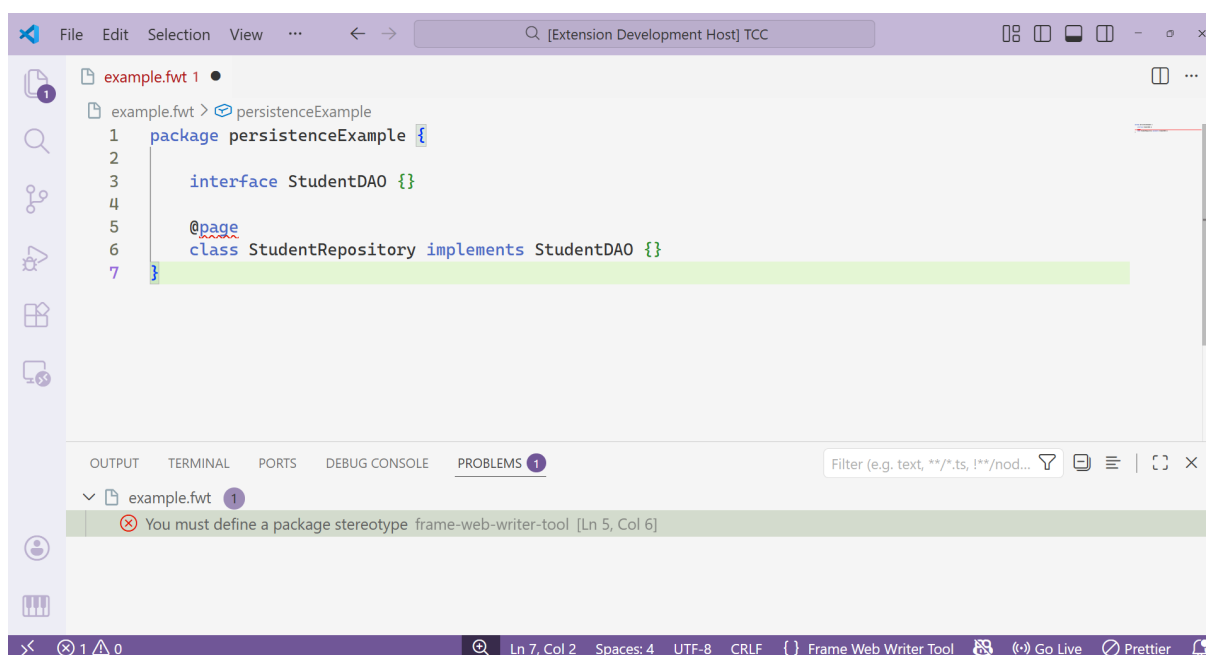 File Edit Selection View ··· ← → [Extension Development Host] TCC
example.fwt 1 ●
example.fwt > persistenceExample
1 package persistenceExample {
2
3 interface StudentDAO {}
4
5 @page
6 class StudentRepository implements StudentDAO {}
7 }
OUTPUT TERMINAL PORTS DEBUG CONSOLE PROBLEMS 1 Filter (e.g. text, **/*.ts, !**/nod...
example.fwt 1
You must define a package stereotype frame-web-writer-tool [Ln 5, Col 6]
1 0 Ln 7, Col 2 Spaces: 4 UTF-8 CRLF { } Frame Web Writer Tool Go Live Prettier